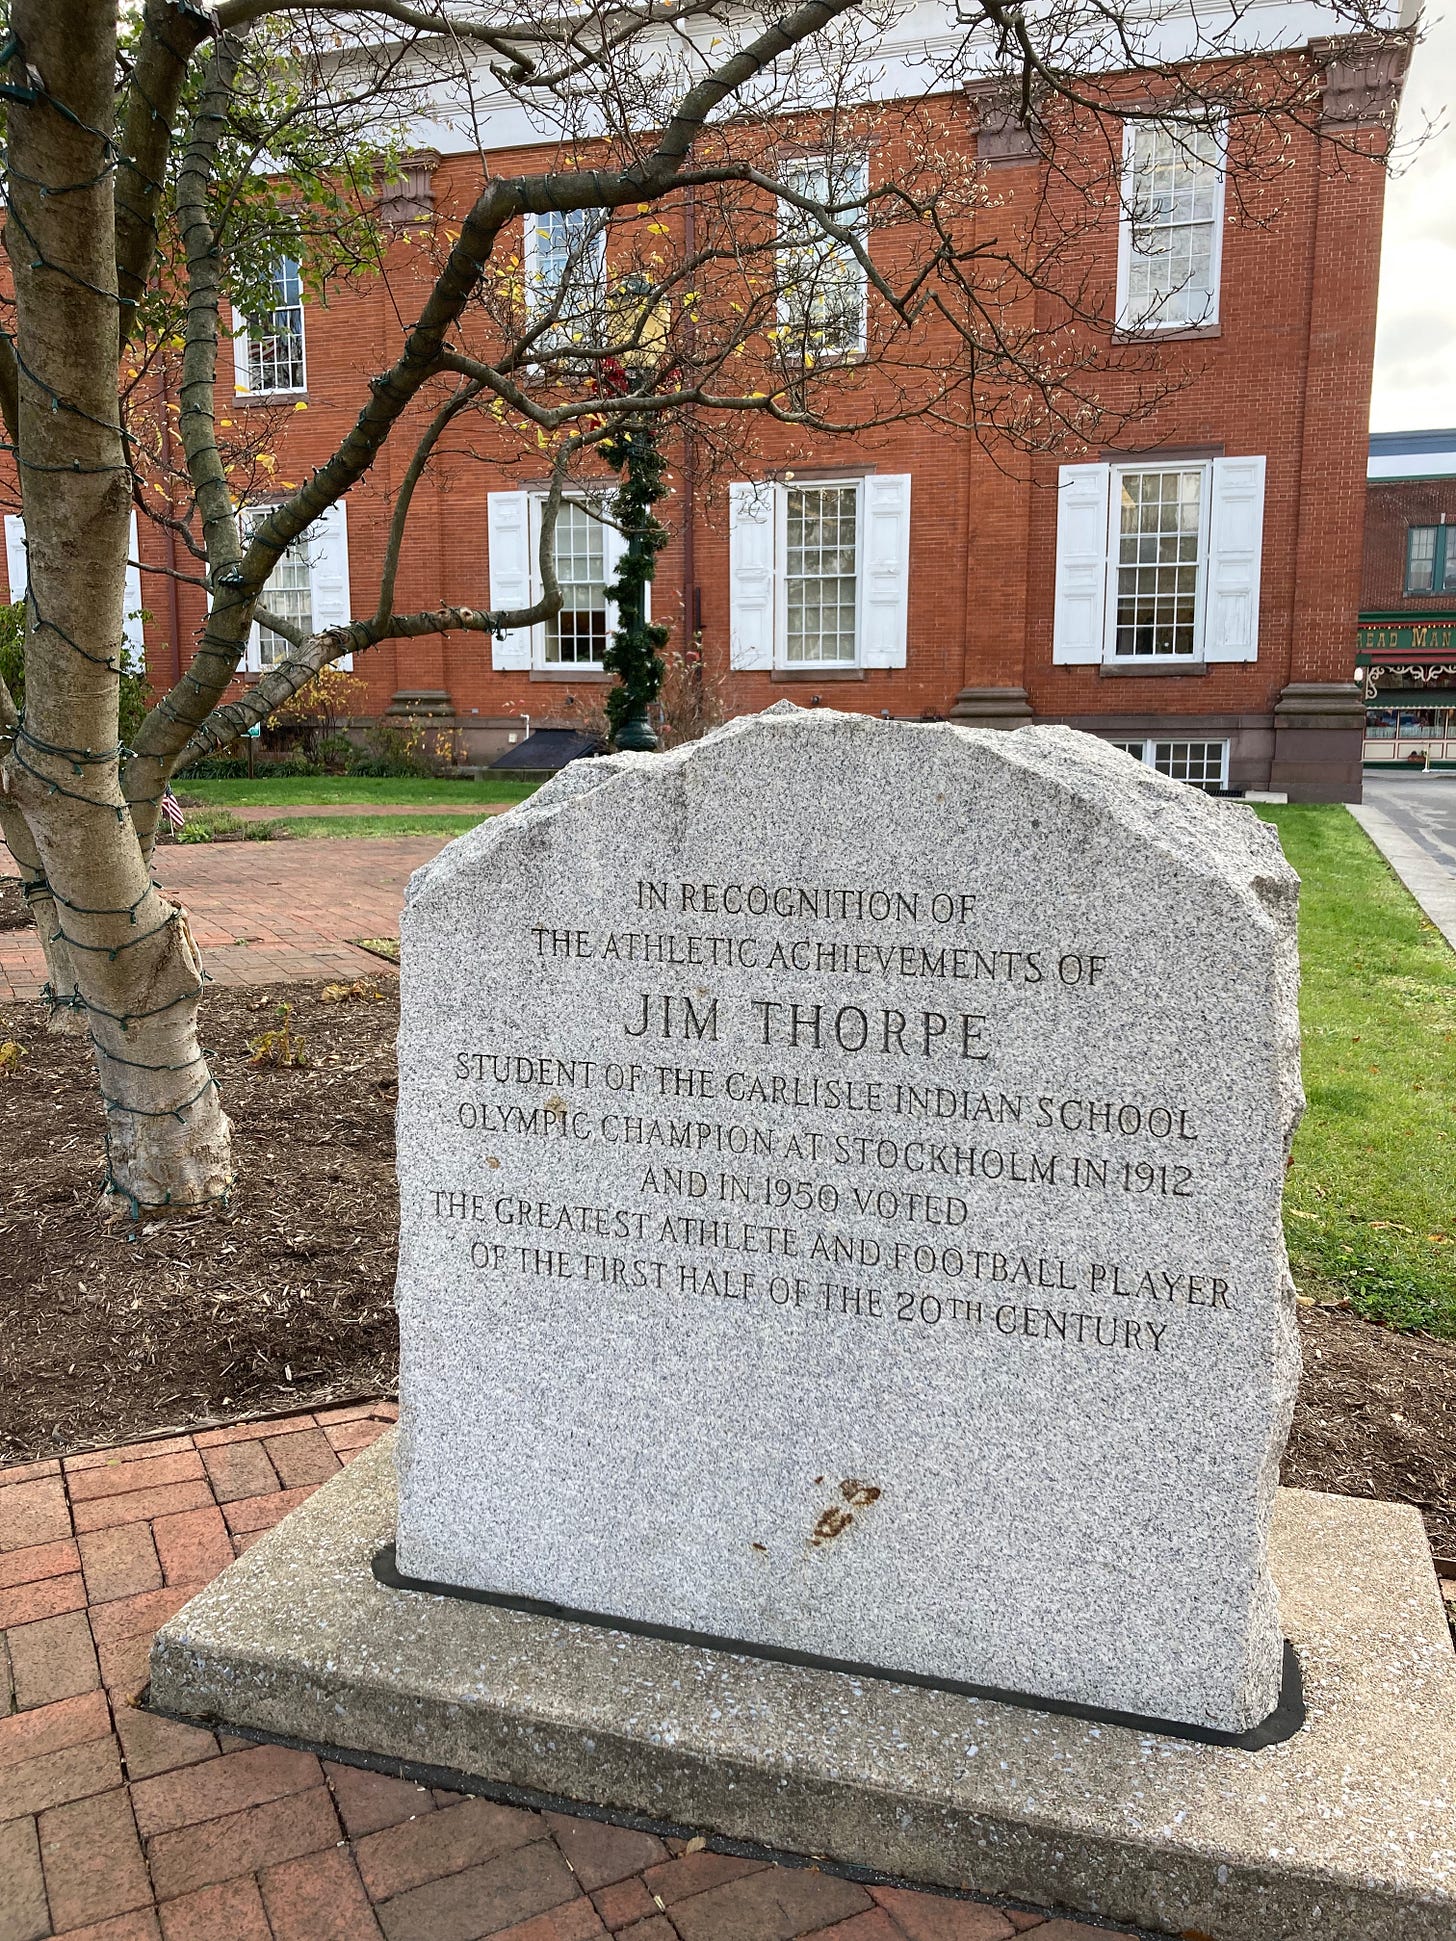 IN RECOGNITION OF
THE ATHLETIC ACHIEVEMENTS OF
JIM THORPE
STUDENT OF THE CARLISLE INDIAN SCHOOL
OLYMPIC CHAMPION AT STOCKHOLM IN 1912
AND IN 1950 VOTED
THE GREATEST ATHLETE AND FOOTBALL PLAYER
OF THE FIRST HALF OF THE 20TH CENTURY